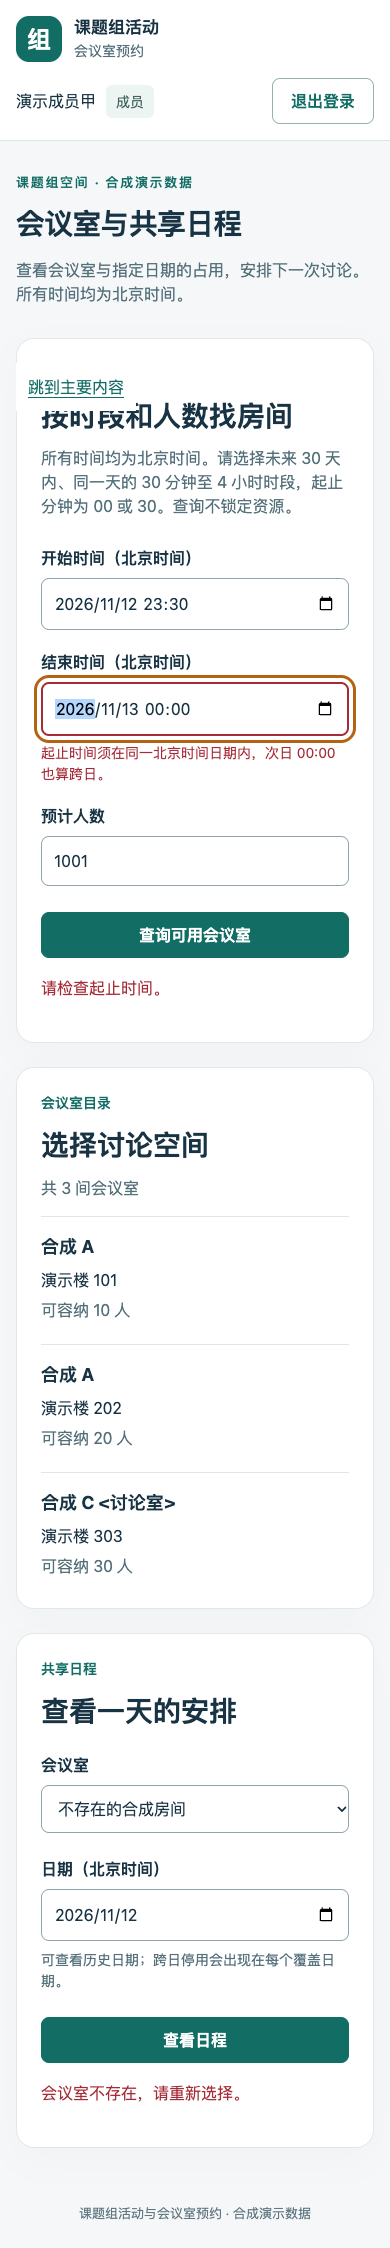 组
课题组活动
会议室预约
演示成员甲
成员
退出登录
课题组空间 · 合成演示数据
会议室与共享日程
查看会议室与指定日期的占用，安排下一次讨论。
所有时间均为北京时间。
跳到主要内容
按时段和人数找房间
所有时间均为北京时间。请选择未来 30 天
内、同一天的 30 分钟至 4 小时时段，起止
分钟为 00 或 30。查询不锁定资源。
开始时间（北京时间）
2026/11/12 23:30
结束时间（北京时间）
2026/11/13 00:00
起止时间须在同一北京时间日期内，次日 00:00
也算跨日。
预计人数
1001
查询可用会议室
请检查起止时间。
会议室目录
选择讨论空间
共 3 间会议室
合成 A
演示楼 101
可容纳 10 人
合成 A
演示楼 202
可容纳 20 人
合成 C <讨论室>
演示楼 303
可容纳 30 人
共享日程
查看一天的安排
会议室
不存在的合成房间
日期（北京时间）
2026/11/12
可查看历史日期；跨日停用会出现在每个覆盖日
期。
查看日程
会议室不存在，请重新选择。
课题组活动与会议室预约 · 合成演示数据